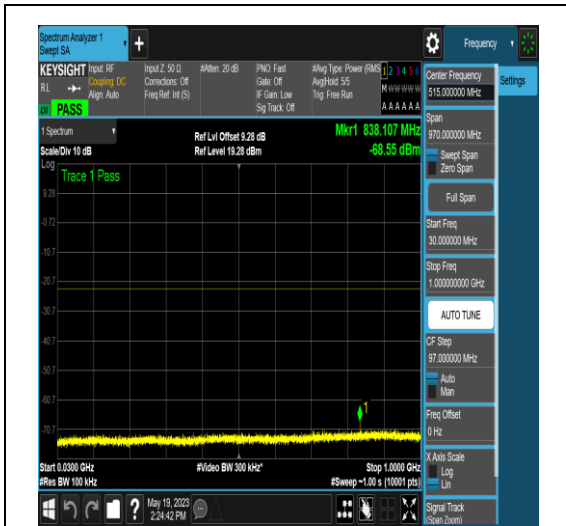 Spectrum Analyzer 1
Swept SA
Frequency
KEYSIGHT
RL
Input: RF
Coupling: DC
Align: Auto
Input Z: 50 Ω
Corrections: Off
Freq Ref: Int (S)
#Atten: 20 dB
PNO: Fast
Gate: Off
IF Gain: Low
Sig Track: Off
#Avg Type: Power (RMS
Avg|Hold: 5/5
Trig: Free Run
1 2 3 4 5 6
M W W W W W
A A A A A A
PASS
1 Spectrum
Scale/Div 10 dB
Ref Lvl Offset 9.28 dB
Ref Level 19.28 dBm
Mkr1 838.107 MHz
-68.55 dBm
Log
Trace 1 Pass
9.28
-0.72
-10.7
-20.7
-30.7
-40.7
-50.7
-60.7
-70.7
1
Start 0.0300 GHz
#Res BW 100 kHz
#Video BW 300 kHz*
Stop 1.0000 GHz
#Sweep ~1.00 s (10001 pts)
May 19, 2023
2:24:42 PM
Center Frequency
515.000000 MHz
Settings
Span
970.000000 MHz
Swept Span
Zero Span
Full Span
Start Freq
30.000000 MHz
Stop Freq
1.000000000 GHz
AUTO TUNE
CF Step
97.000000 MHz
Auto
Man
Freq Offset
0 Hz
X Axis Scale
Log
Lin
Signal Track
(Span Zoom)